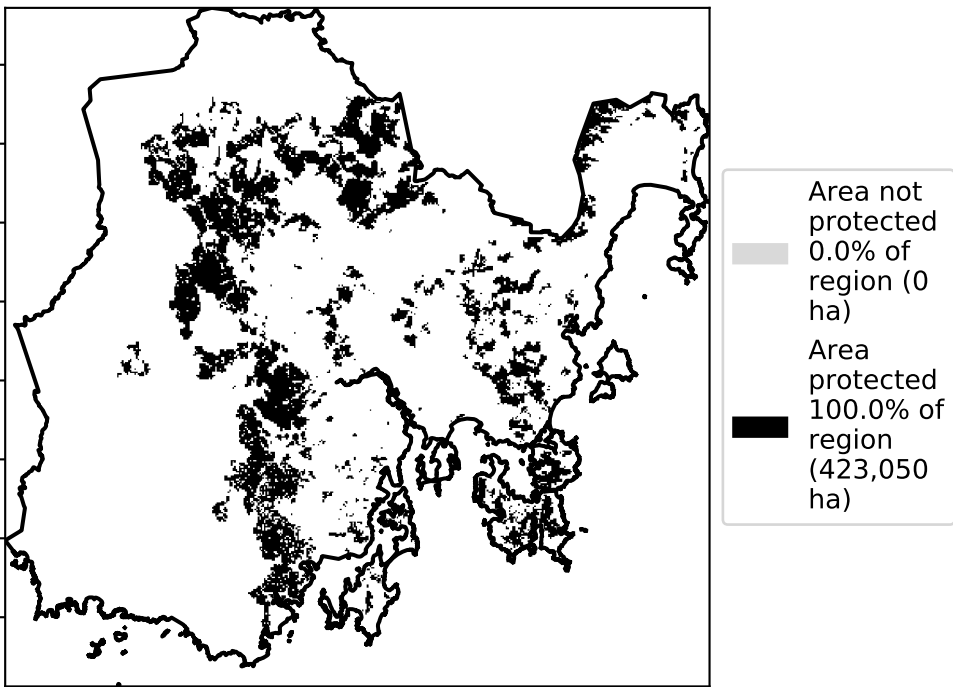 Area not
protected
0.0% of
region (0
ha)
Area
protected
100.0% of
region
(423,050
ha)